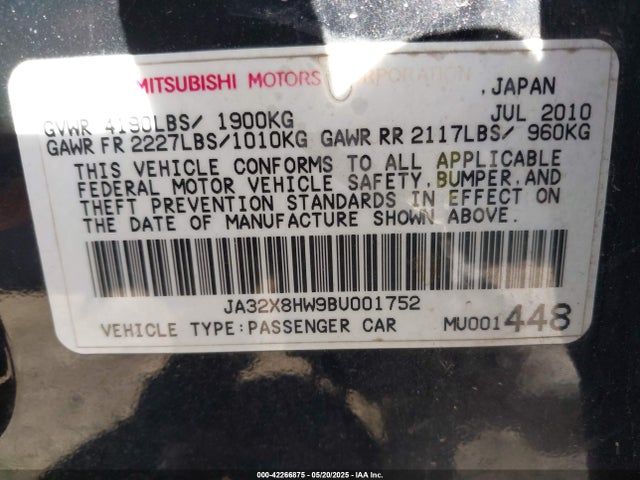 MITSUBISHI MOTORS CORPORATION , JAPAN
GVWR 4190LBS/ 1900KG JUL 2010
GAWR FR 2227LBS/1010KG GAWR RR 2117LBS/ 960KG
THIS VEHICLE CONFORMS TO ALL APPLICABLE
FEDERAL MOTOR VEHICLE SAFETY, BUMPER, AND
THEFT PREVENTION STANDARDS IN EFFECT ON
THE DATE OF MANUFACTURE SHOWN ABOVE.
JA32X8HW9BU001752
VEHICLE TYPE: PASSENGER CAR MU001448
000-42266875 - 05/20/2025 - IAA Inc.